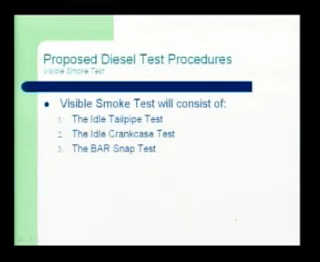 Proposed Diesel Test Procedures
Visible Smoke Test
• Visible Smoke Test will consist of:
1. The Idle Tailpipe Test
2. The Idle Crankcase Test
3. The BAR Snap Test